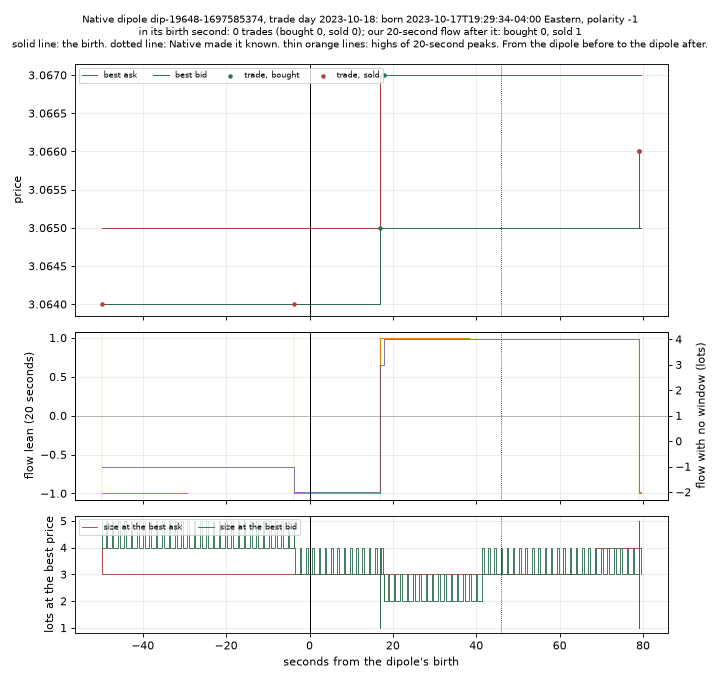 Native dipole dip-19648-1697585374, trade day 2023-10-18: born 2023-10-17T19:29:34-04:00 Eastern, polarity -1
in its birth second: 0 trades (bought 0, sold 0); our 20-second flow after it: bought 0, sold 1
solid line: the birth. dotted line: Native made it known. thin orange lines: highs of 20-second peaks. From the dipole before to the dipole after.
best ask best bid trade, bought trade, sold
price
3.0670
3.0665
3.0660
3.0655
3.0650
3.0645
3.0640
flow lean (20 seconds)
1.0
0.5
0.0
−0.5
−1.0
flow with no window (lots)
4
3
2
1
0
−1
−2
size at the best ask size at the best bid
lots at the best price
5
4
3
2
1
−40 −20 0 20 40 60 80
seconds from the dipole's birth